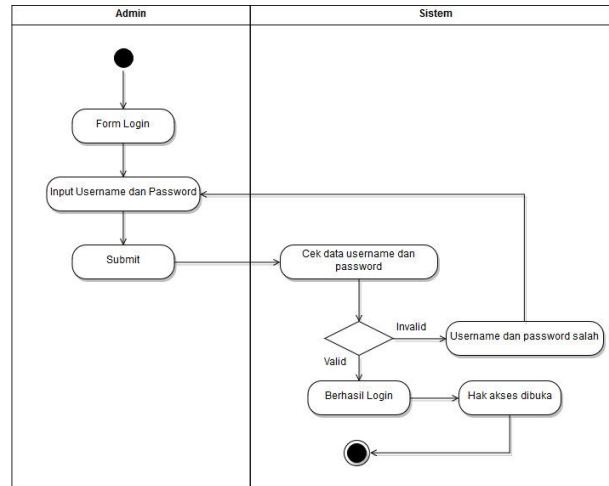 Admin
Sistem
Form Login
Input Username dan Password
Submit
Cek data username dan
password
Invalid
Username dan password salah
Valid
Berhasil Login
Hak akses dibuka